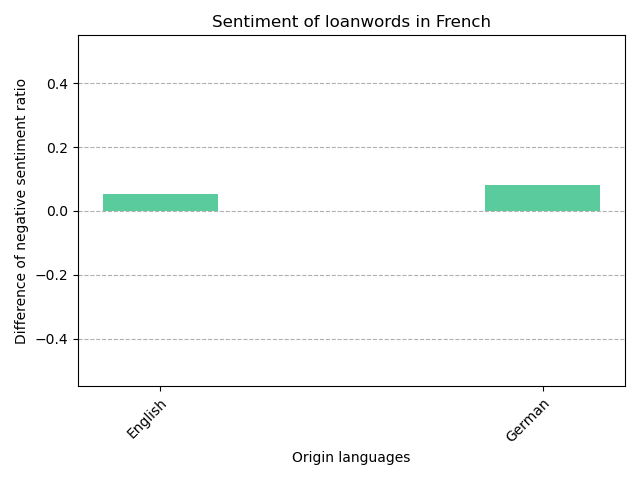 Sentiment of loanwords in French
Difference of negative sentiment ratio
0.4
0.2
0.0
−0.2
−0.4
English
German
Origin languages